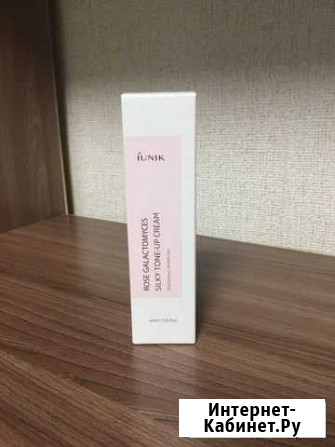 iUNIK
ROSE GALACTOMYCES
SILKY TONE-UP CREAM
Интернет-
Кабинет.Ру